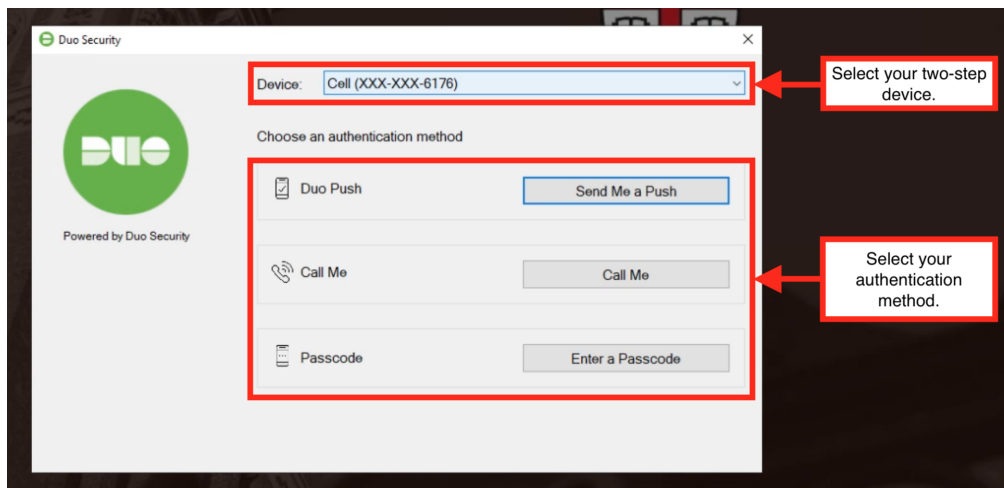 Duo Security
Device: Cell (XXX-XXX-6176)
Select your two-step
device.
Choose an authentication method
DUO
Powered by Duo Security
Duo Push
Send Me a Push
Call Me
Call Me
Select your
authentication
method.
Passcode
Enter a Passcode